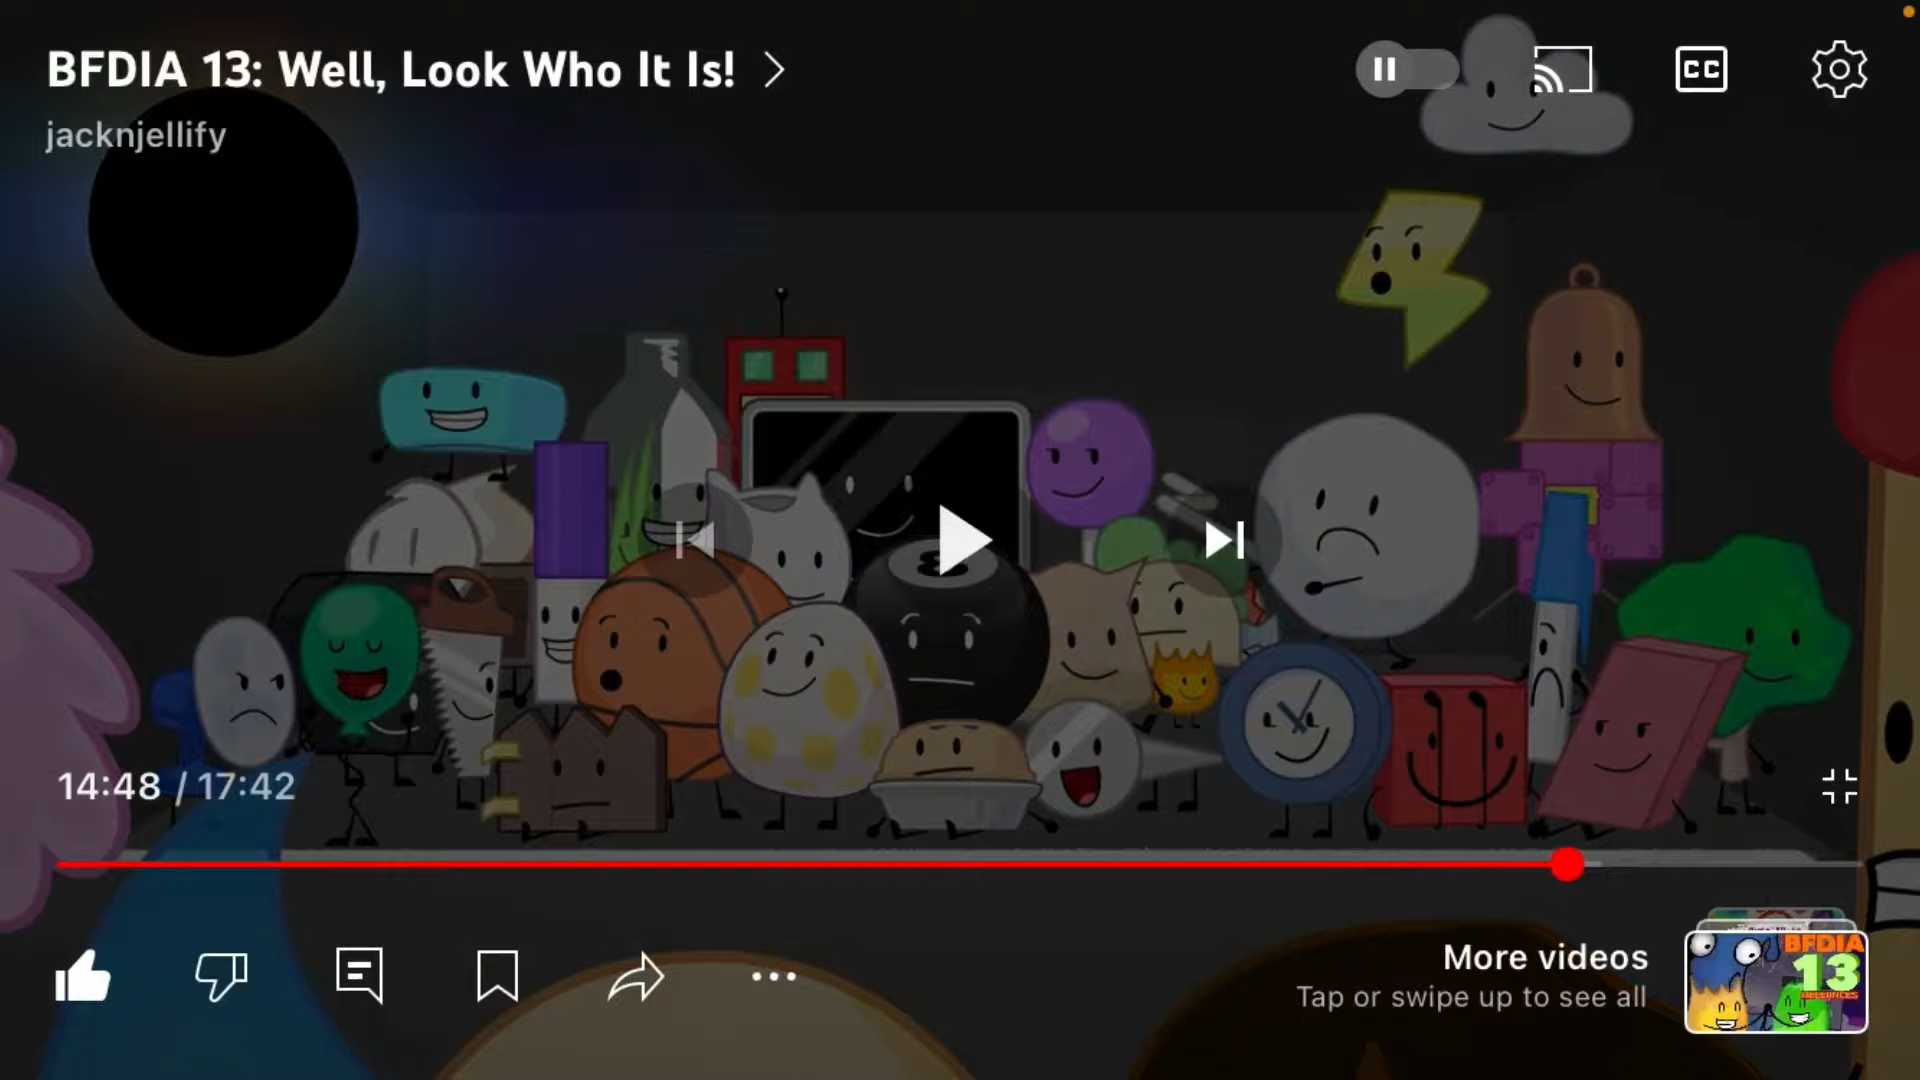 BFDIA 13: Well, Look Who It Is!
jacknjellify
CC
14:48 / 17:42
More videos
Tap or swipe up to see all
BFDIA
13